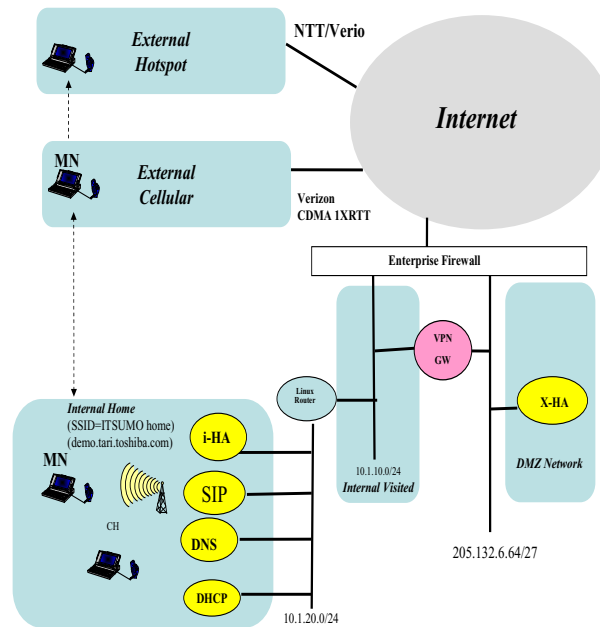 NTT/Verio
External
Hotspot
Internet
MN
External
Cellular
Verizon
CDMA 1XRTT
Enterprise Firewall
VPN
GW
Linux
Router
X-HA
Internal Home
(SSID=ITSUMO home)
(demo.tari.toshiba.com)
i-HA
MN
SIP
CH
DNS
DHCP
10.1.10.0/24
Internal Visited
DMZ Network
205.132.6.64/27
10.1.20.0/24